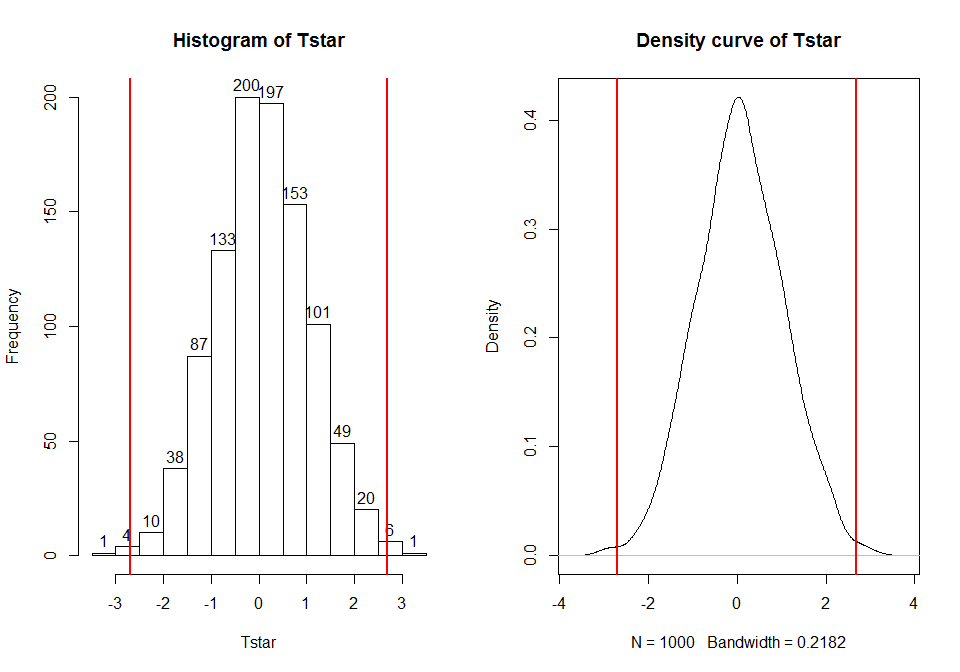 Histogram of Tstar
Frequency
0 50 100 150 200
1 4 10 38 87 133 200 197 153 101 49 20 6 1
-3 -2 -1 0 1 2 3
Tstar
Density curve of Tstar
Density
0.0 0.1 0.2 0.3 0.4
-4 -2 0 2 4
N = 1000 Bandwidth = 0.2182